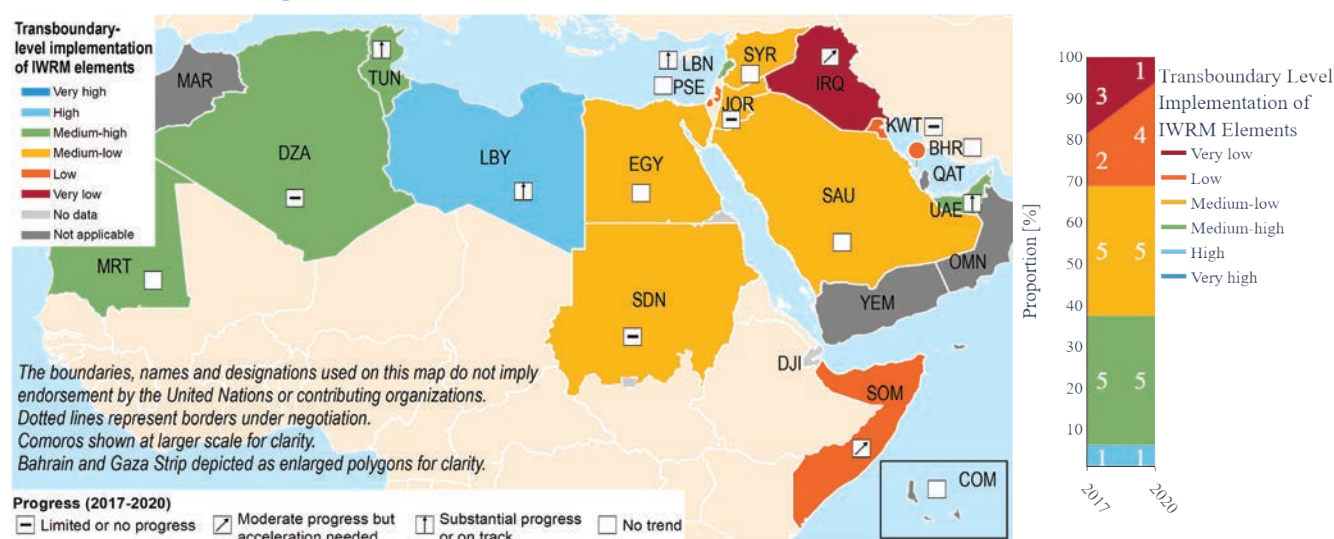 Transboundary-
level implementation
of IWRM elements
Very high
High
Medium-high
Medium-low
Low
Very low
No data
Not applicable
MAR
TUN
DZA
LBY
EGY
LBN
PSE
SYR
JOR
IRQ
KWT
BHR
QAT
UAE
SAU
OMN
YEM
MRT
SDN
DJI
SOM
COM
The boundaries, names and designations used on this map do not imply
endorsement by the United Nations or contributing organizations.
Dotted lines represent borders under negotiation.
Comoros shown at larger scale for clarity.
Bahrain and Gaza Strip depicted as enlarged polygons for clarity.
Progress (2017-2020)
Limited or no progress
Moderate progress but
acceleration needed
Substantial progress
or on track
No trend
Proportion [%]
100
90
80
70
60
50
40
30
20
10
3 1
2 4
5 5
5 5
1 1
2017 2020
Transboundary Level
Implementation of
IWRM Elements
Very low
Low
Medium-low
Medium-high
High
Very high